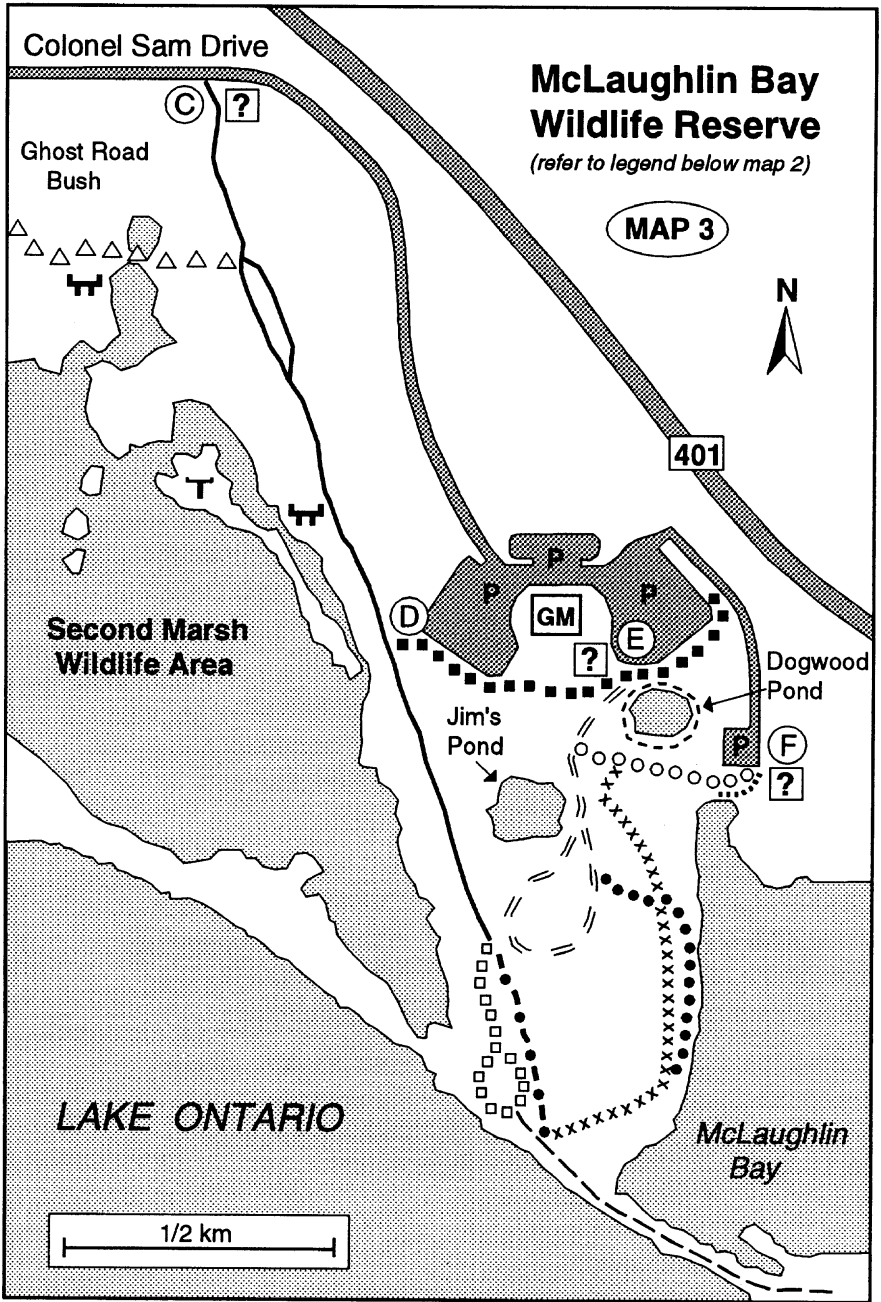 Colonel Sam Drive
McLaughlin Bay
Wildlife Reserve
(refer to legend below map 2)
MAP 3
C
?
Ghost Road
Bush
N
401
P
P
P
GM
D
E
?
Second Marsh
Wildlife Area
Dogwood
Pond
Jim's
Pond
P
F
?
LAKE ONTARIO
McLaughlin
Bay
1/2 km